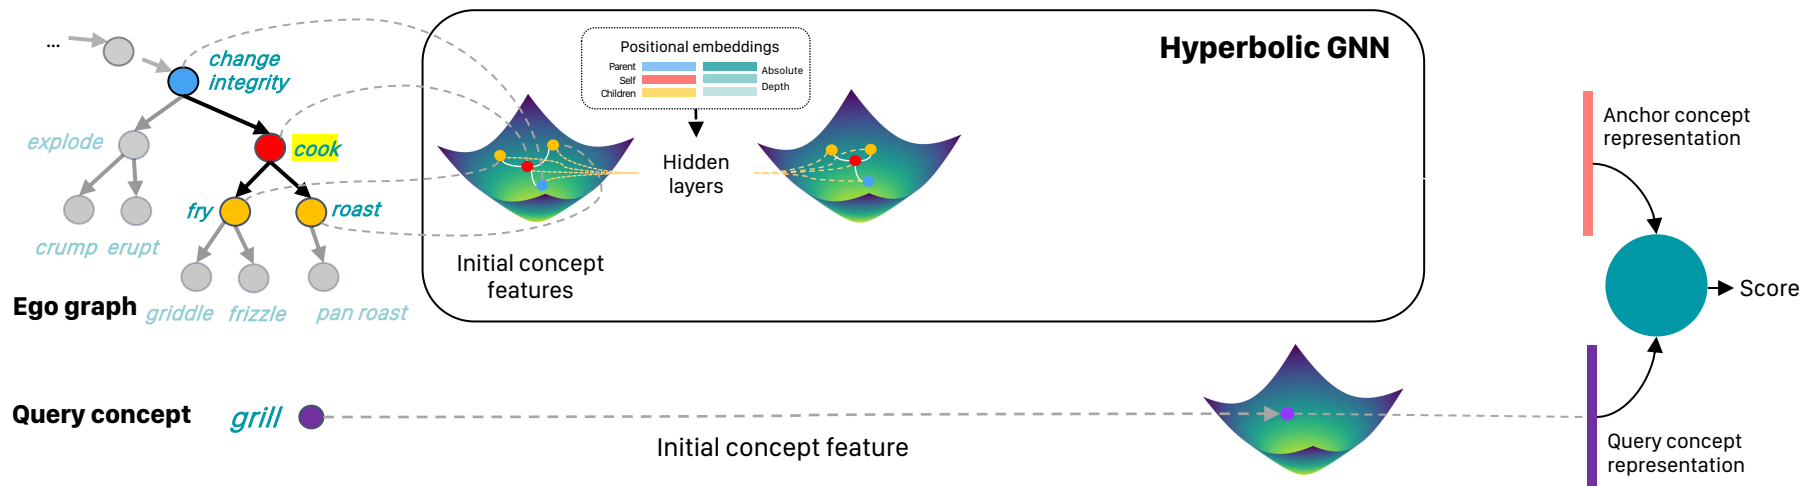 ...
change
integrity
explode
cook
fry
roast
crump erupt
griddle frizzle pan roast
Ego graph
Positional embeddings
Parent
Self
Children
Absolute
Depth
Hyperbolic GNN
Hidden
layers
Initial concept
features
Anchor concept
representation
Score
Query concept
grill
Initial concept feature
Query concept
representation